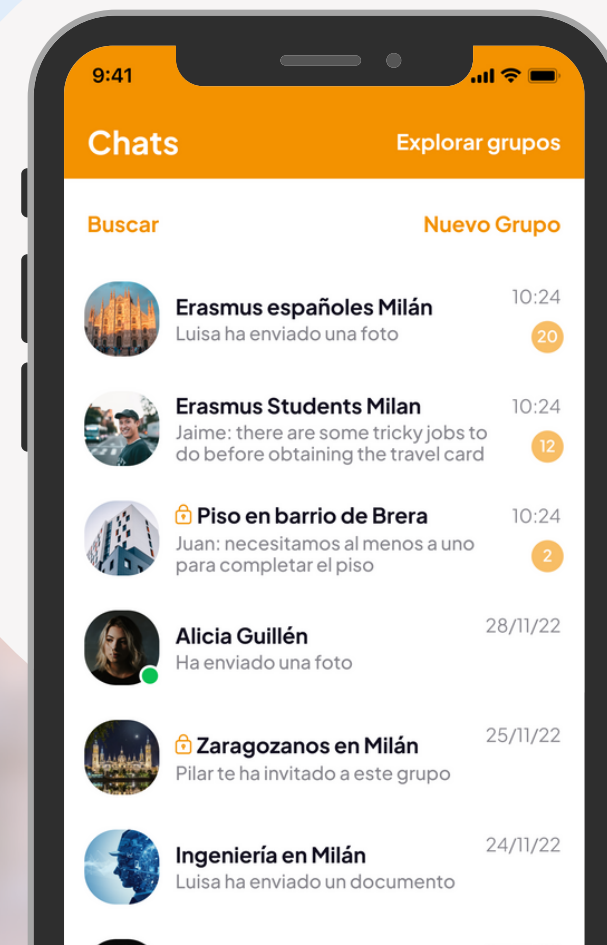 9:41
Chats
Explorar grupos
Buscar
Nuevo Grupo
Erasmus españoles Milán
10:24
Luisa ha enviado una foto
20
Erasmus Students Milan
10:24
Jaime: there are some tricky jobs to
do before obtaining the travel card
12
Piso en barrio de Brera
10:24
Juan: necesitamos al menos a uno
para completar el piso
2
Alicia Guillén
28/11/22
Ha enviado una foto
Zaragozanos en Milán
25/11/22
Pilar te ha invitado a este grupo
Ingeniería en Milán
24/11/22
Luisa ha enviado un documento